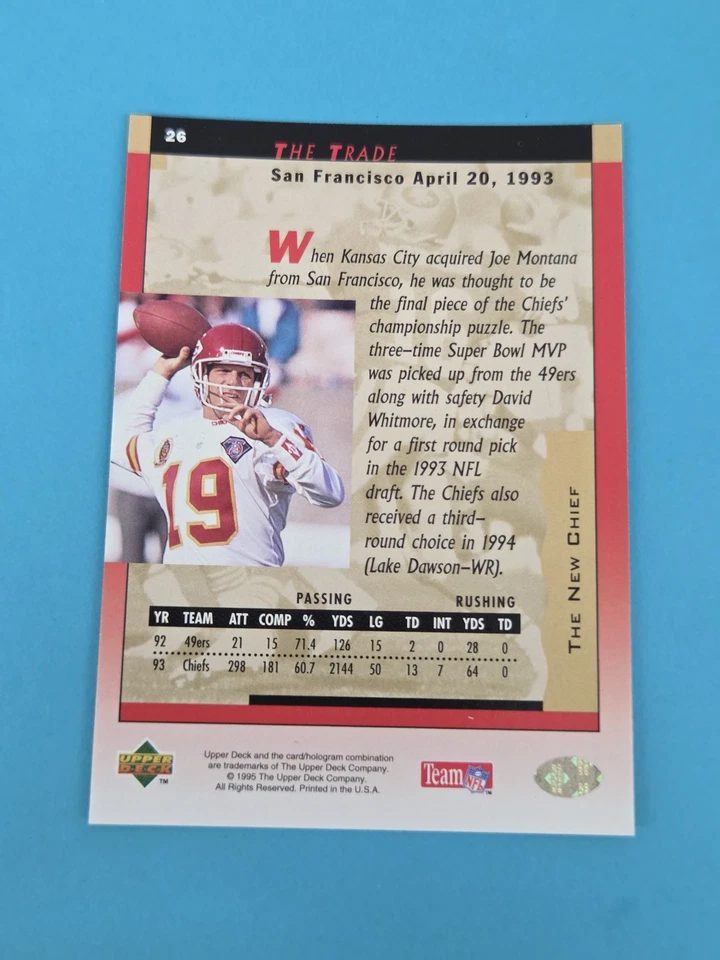 26
THE TRADE
San Francisco April 20, 1993
When Kansas City acquired Joe Montana
from San Francisco, he was thought to be
the final piece of the Chiefs'
championship puzzle. The
three-time Super Bowl MVP
was picked up from the 49ers
along with safety David
Whitmore, in exchange
for a first round pick
in the 1993 NFL
draft. The Chiefs also
received a third-
round choice in 1994
(Lake Dawson-WR).
19
THE NEW CHIEF
PASSING RUSHING
YR TEAM ATT COMP % YDS LG TD INT YDS TD
92 49ers 21 15 71.4 126 15 2 0 28 0
93 Chiefs 298 181 60.7 2144 50 13 7 64 0
UPPER DECK TM
Upper Deck and the card/hologram combination
are trademarks of The Upper Deck Company.
© 1995 The Upper Deck Company.
All Rights Reserved. Printed in the U.S.A.
Team NFL TM